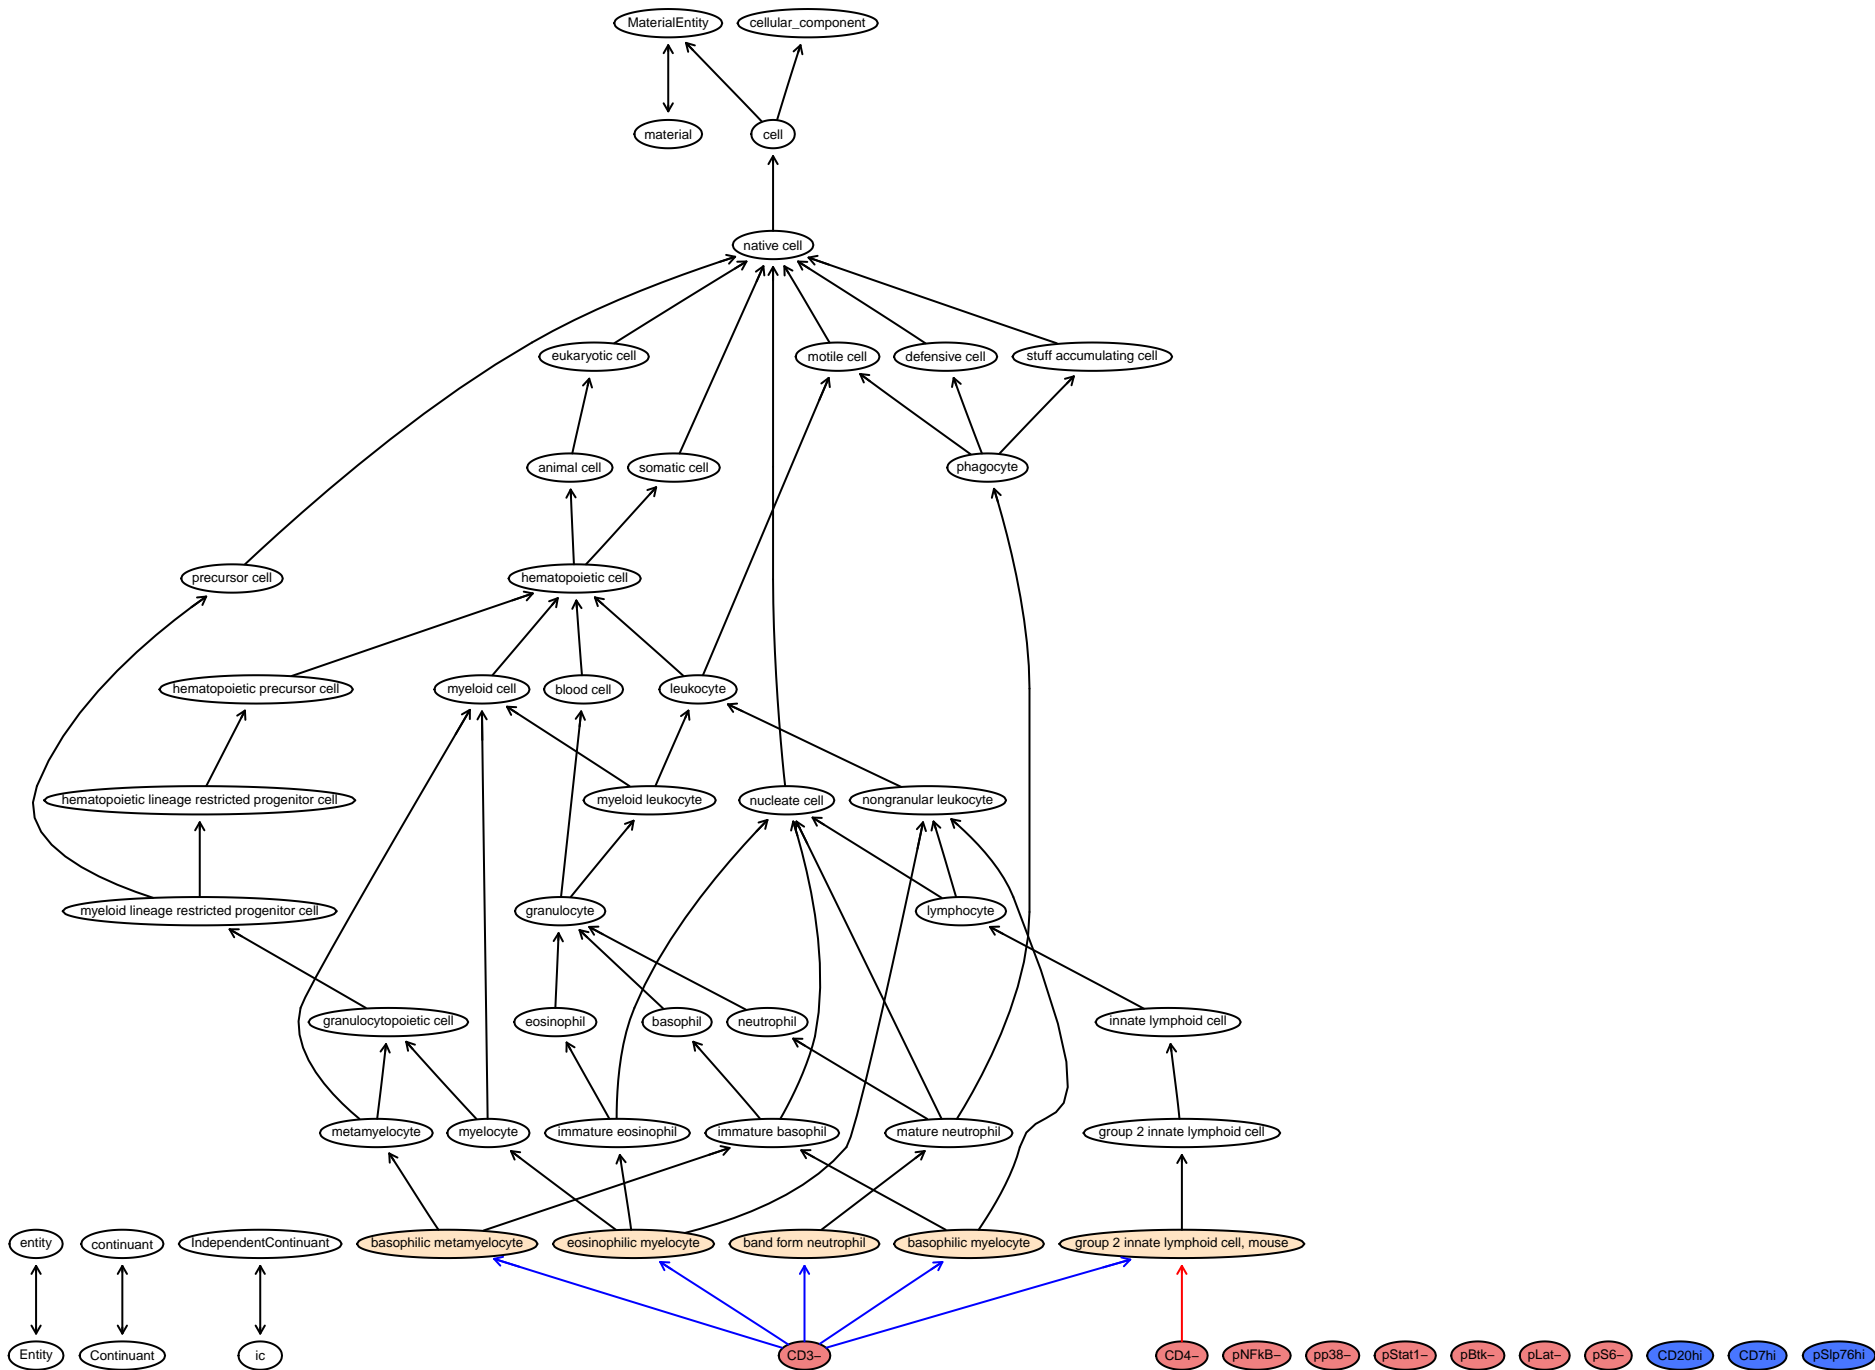 MaterialEntity
cellular_component
material
cell
native cell
eukaryotic cell
motile cell
defensive cell
stuff accumulating cell
animal cell
somatic cell
phagocyte
precursor cell
hematopoietic cell
hematopoietic precursor cell
myeloid cell
blood cell
leukocyte
hematopoietic lineage restricted progenitor cell
myeloid leukocyte
nucleate cell
nongranular leukocyte
myeloid lineage restricted progenitor cell
granulocyte
lymphocyte
granulocytopoietic cell
eosinophil
basophil
neutrophil
innate lymphoid cell
metamyelocyte
myelocyte
immature eosinophil
immature basophil
mature neutrophil
group 2 innate lymphoid cell
entity
continuant
IndependentContinuant
basophilic metamyelocyte
eosinophilic myelocyte
band form neutrophil
basophilic myelocyte
group 2 innate lymphoid cell, mouse
Entity
Continuant
ic
CD3−
CD4−
pNFkB−
pp38−
pStat1−
pBtk−
pLat−
pS6−
CD20hi
CD7hi
pSlp76hi